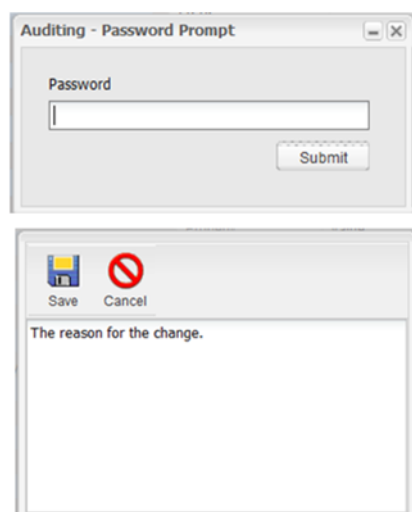 Auditing - Password Prompt
Password
Submit
Save Cancel
The reason for the change.